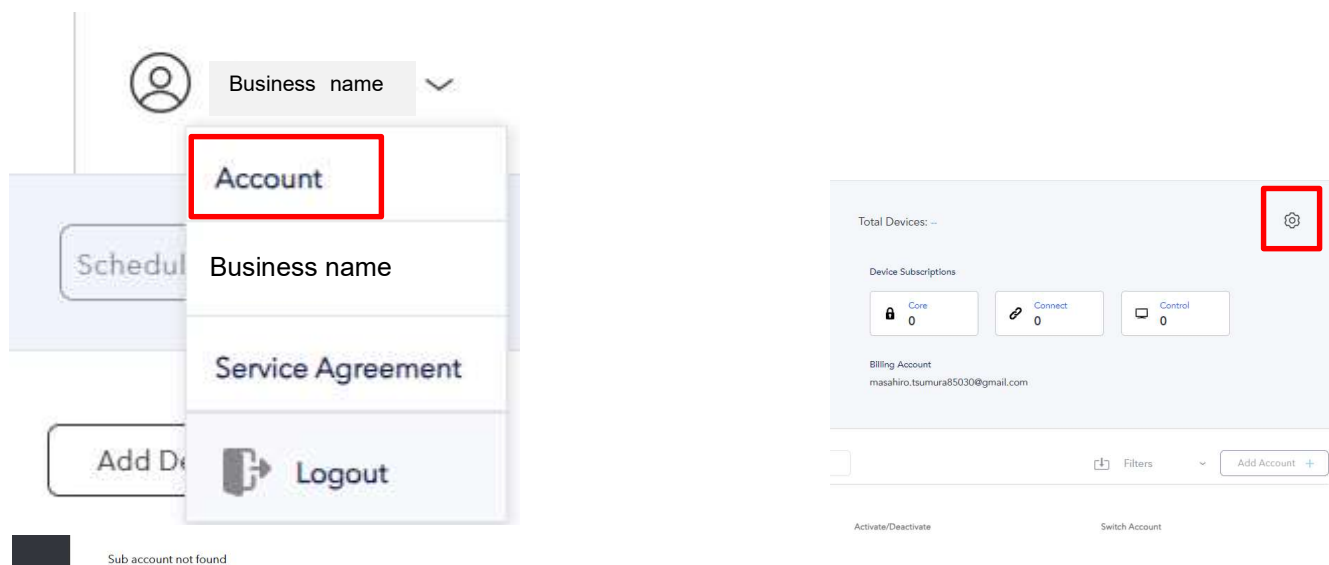 Business name
Account
Schedul
Business name
Service Agreement
Add De
Logout
Sub account not found
Total Devices: --
Device Subscriptions
Core
0
Connect
0
Control
0
Billing Account
masahiro.tsumura85030@gmail.com
Filters
Add Account +
Activate/Deactivate
Switch Account